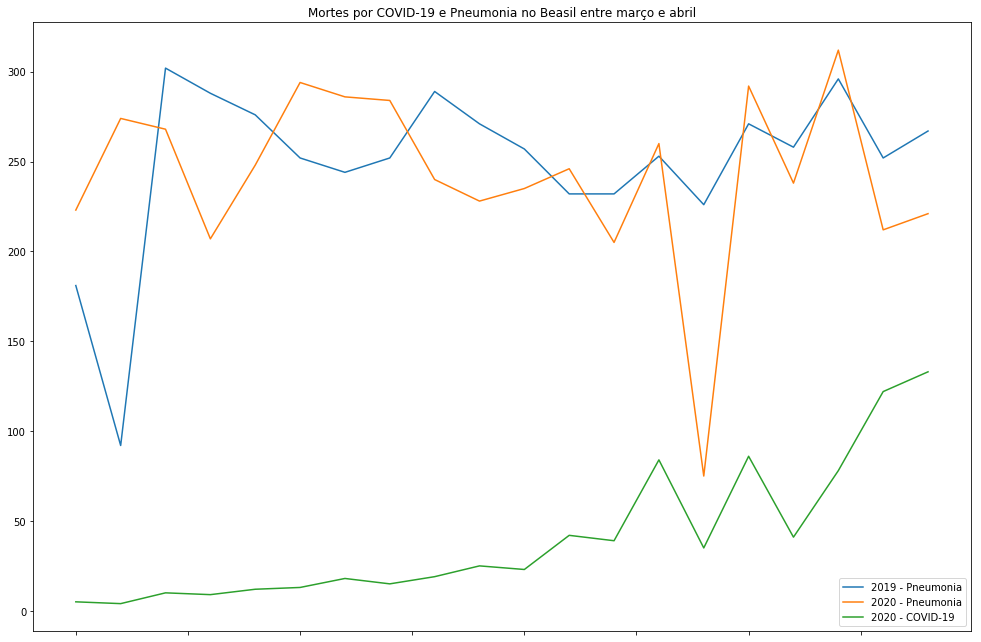 Mortes por COVID-19 e Pneumonia no Beasil entre março e abril
300
250
200
150
100
50
0
2019 - Pneumonia
2020 - Pneumonia
2020 - COVID-19